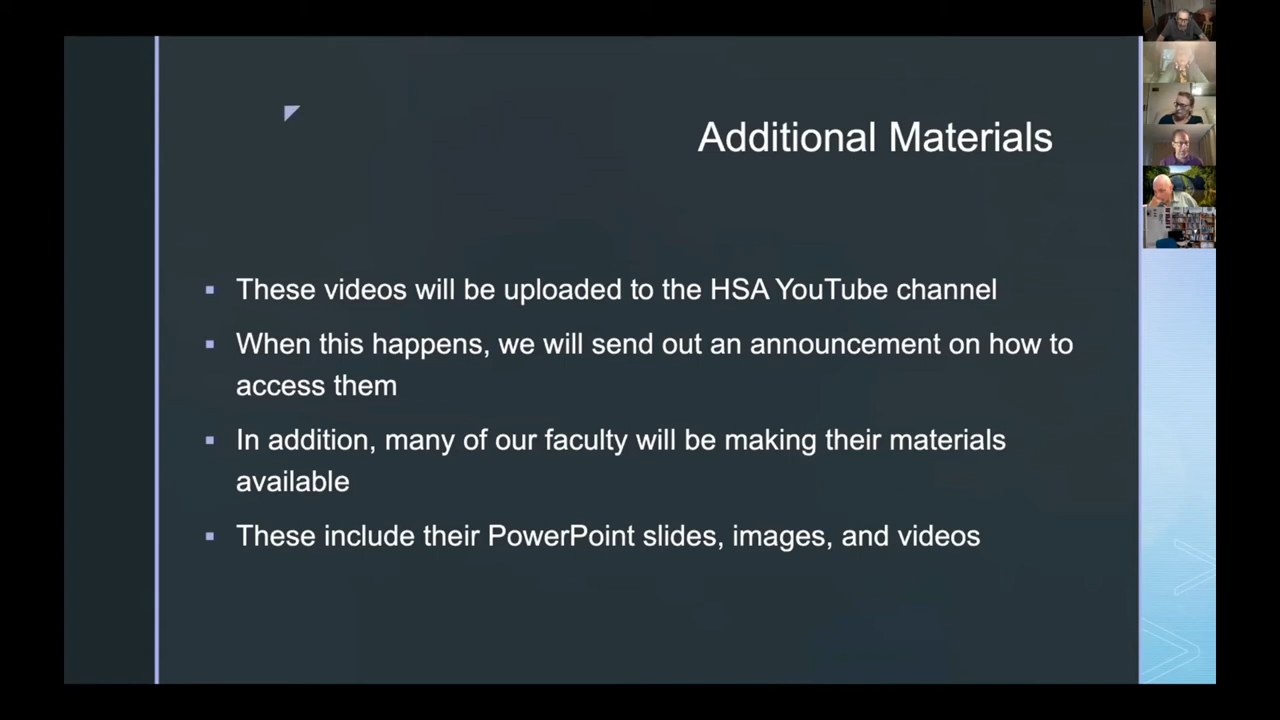 Additional Materials
▪ These videos will be uploaded to the HSA YouTube channel
▪ When this happens, we will send out an announcement on how to
access them
▪ In addition, many of our faculty will be making their materials
available
▪ These include their PowerPoint slides, images, and videos